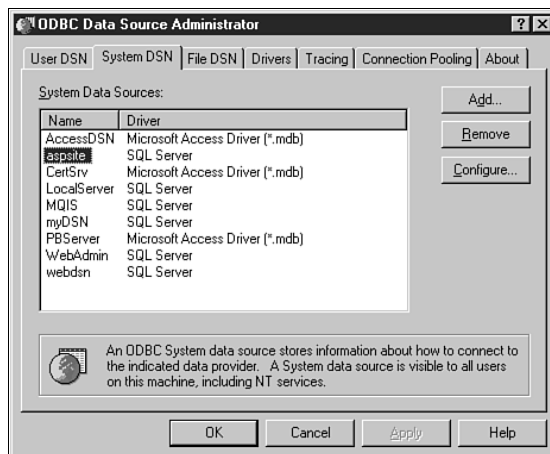 ODBC Data Source Administrator
User DSN System DSN File DSN Drivers Tracing Connection Pooling About
System Data Sources:
Name Driver
AccessDSN Microsoft Access Driver (*.mdb)
aspsite SQL Server
CertSrv Microsoft Access Driver (*.mdb)
LocalServer SQL Server
MQIS SQL Server
myDSN SQL Server
PBServer Microsoft Access Driver (*.mdb)
WebAdmin SQL Server
webdsn SQL Server
Add...
Remove
Configure...
An ODBC System data source stores information about how to connect to
the indicated data provider. A System data source is visible to all users
on this machine, including NT services.
OK Cancel Apply Help